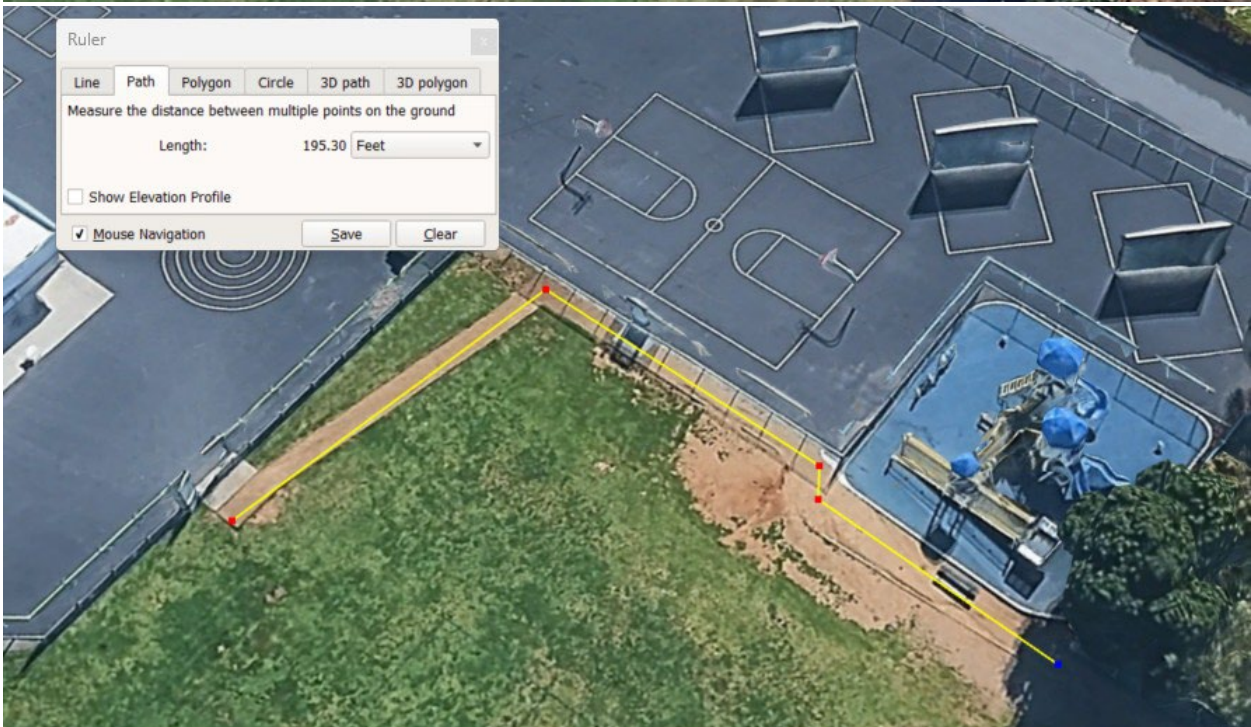 Ruler
Line Path Polygon Circle 3D path 3D polygon
Measure the distance between multiple points on the ground
Length: 195.30 Feet
Show Elevation Profile
Mouse Navigation Save Clear